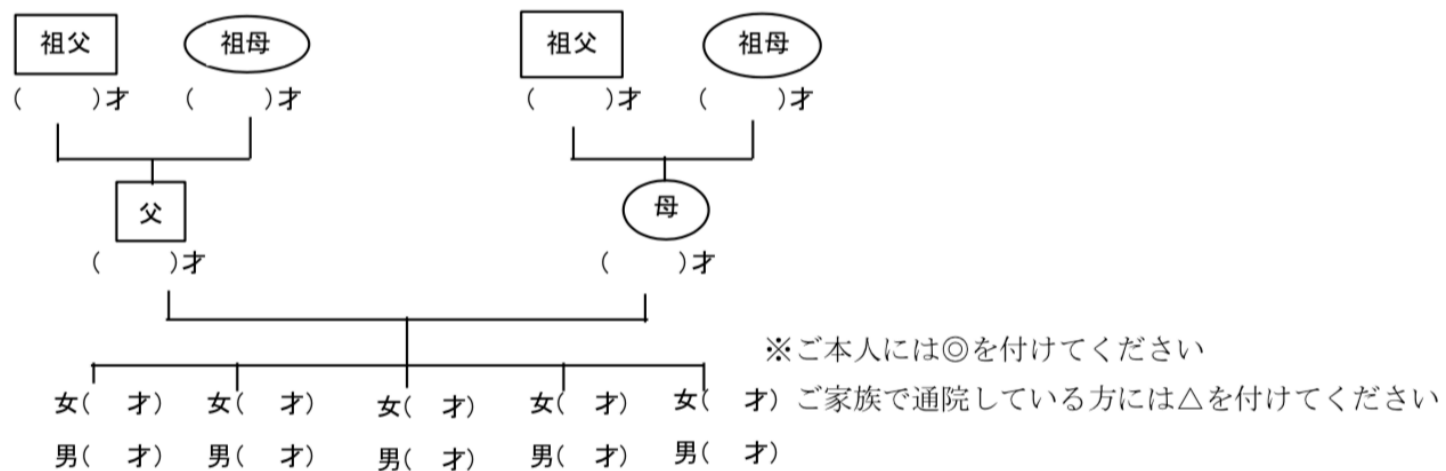 祖父 祖母 祖父 祖母
( )才 ( )才 ( )才 ( )才
父 母
( )才 ( )才
※ご本人には◎を付けてください
女( 才) 女( 才) 女( 才) 女( 才) 女( 才) ご家族で通院している方には△を付けてください
男( 才) 男( 才) 男( 才) 男( 才) 男( 才)